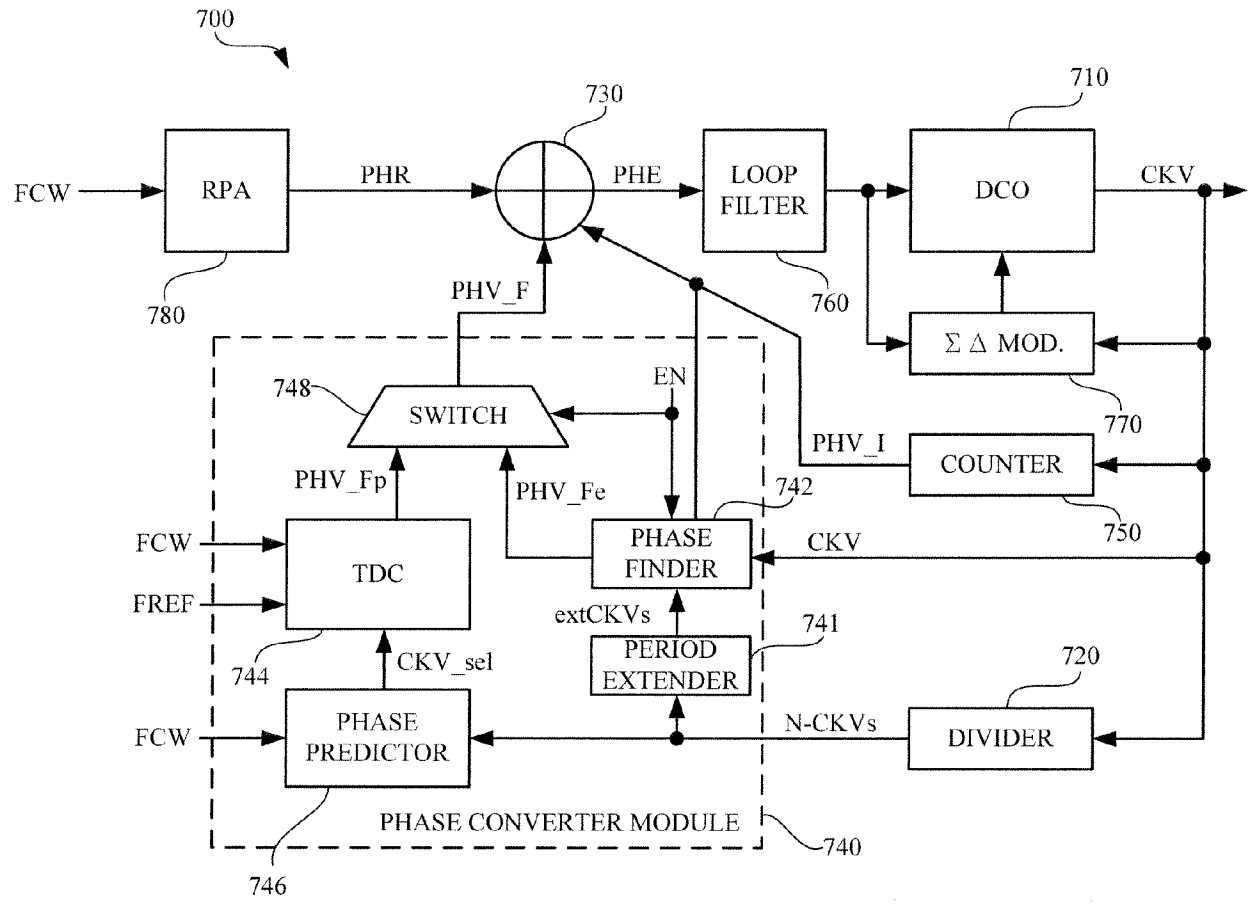 700
730
710
FCW
RPA
PHR
PHE
LOOP
FILTER
DCO
CKV
780
PHV_F
760
Σ Δ MOD.
770
EN
748
SWITCH
PHV_I
COUNTER
750
PHV_Fp
PHV_Fe
742
FCW
FREF
TDC
PHASE
FINDER
CKV
744
CKV_sel
extCKVs
741
PERIOD
EXTENDER
720
FCW
PHASE
PREDICTOR
N-CKVs
DIVIDER
746
PHASE CONVERTER MODULE
740